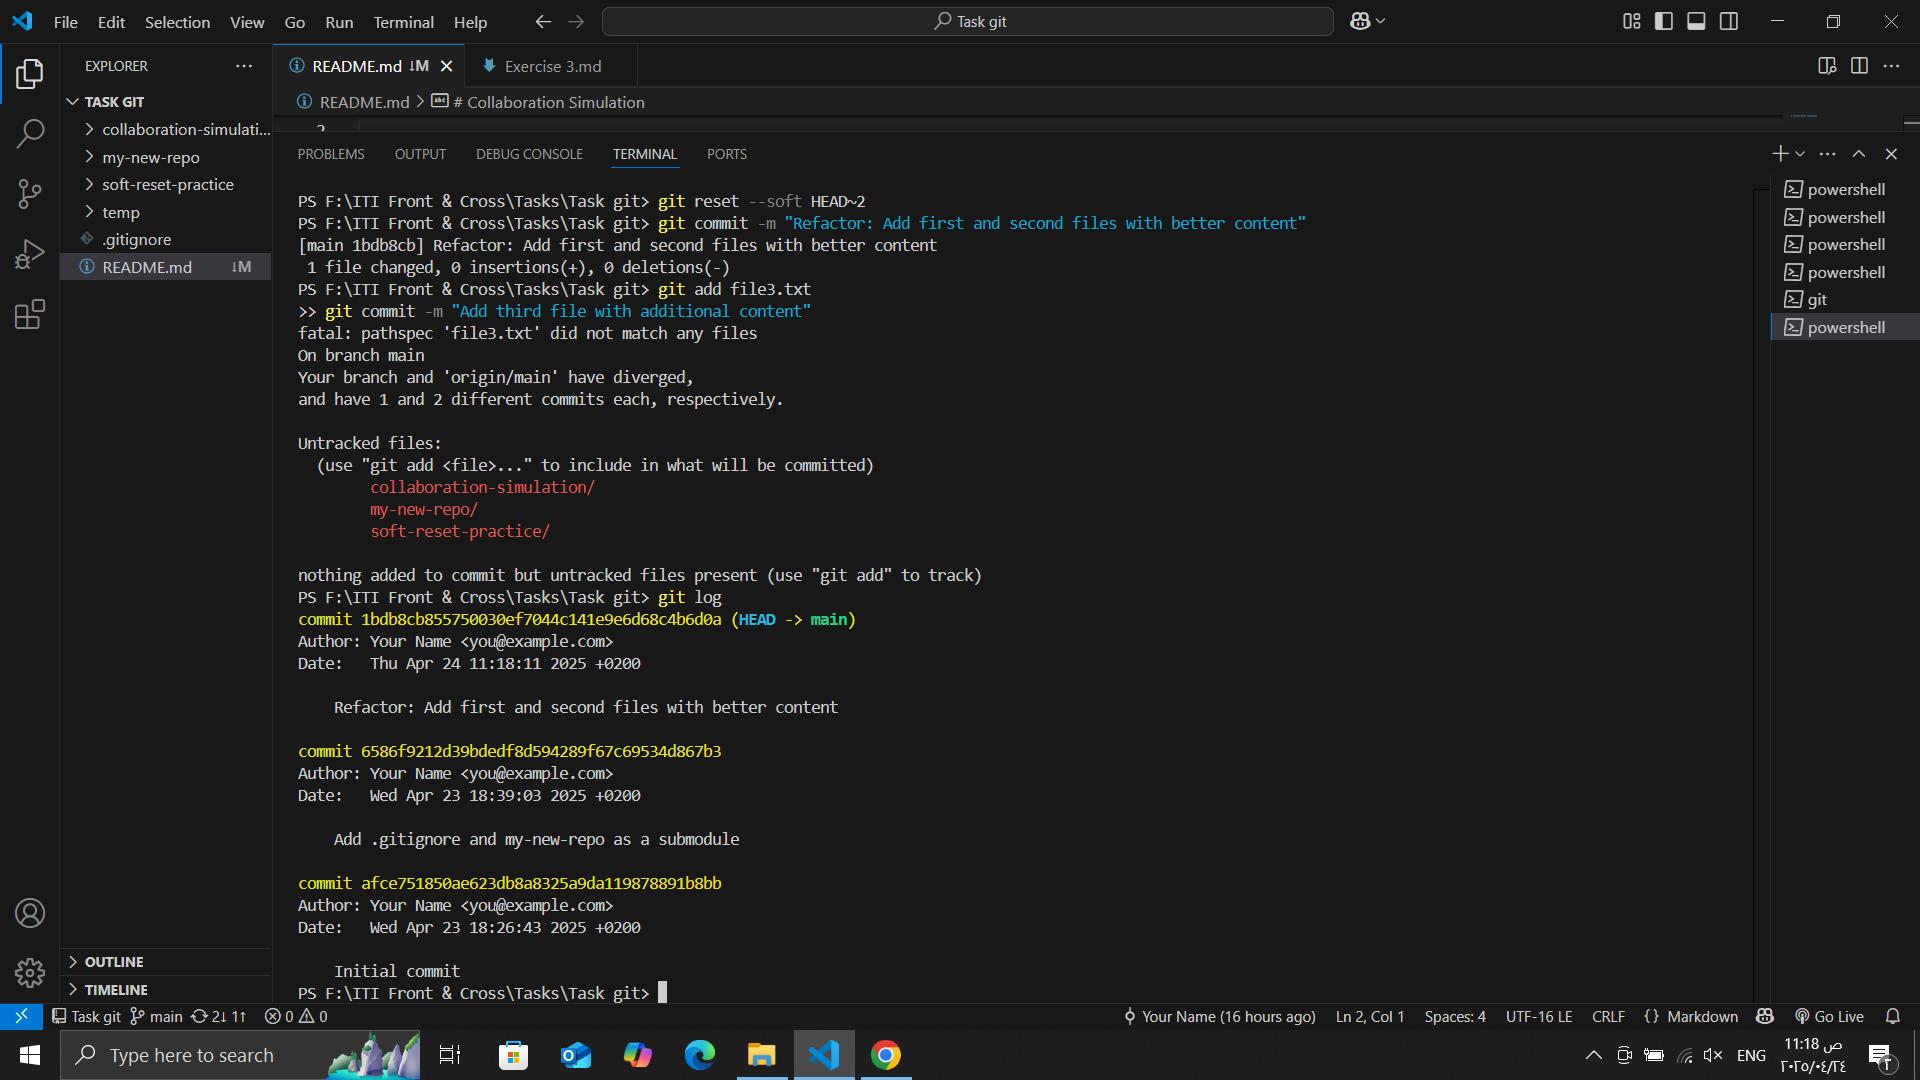 File Edit Selection View Go Run Terminal Help
Task git
EXPLORER
TASK GIT
collaboration-simulati...
my-new-repo
soft-reset-practice
temp
.gitignore
README.md ↓M
OUTLINE
TIMELINE
README.md ↓M
Exercise 3.md
README.md > # Collaboration Simulation
PROBLEMS OUTPUT DEBUG CONSOLE TERMINAL PORTS
PS F:\ITI Front & Cross\Tasks\Task git> git reset --soft HEAD~2
PS F:\ITI Front & Cross\Tasks\Task git> git commit -m "Refactor: Add first and second files with better content"
[main 1bdb8cb] Refactor: Add first and second files with better content
1 file changed, 0 insertions(+), 0 deletions(-)
PS F:\ITI Front & Cross\Tasks\Task git> git add file3.txt
>> git commit -m "Add third file with additional content"
fatal: pathspec 'file3.txt' did not match any files
On branch main
Your branch and 'origin/main' have diverged,
and have 1 and 2 different commits each, respectively.
Untracked files:
(use "git add <file>..." to include in what will be committed)
collaboration-simulation/
my-new-repo/
soft-reset-practice/
nothing added to commit but untracked files present (use "git add" to track)
PS F:\ITI Front & Cross\Tasks\Task git> git log
commit 1bdb8cb855750030ef7044c141e9e6d68c4b6d0a (HEAD -> main)
Author: Your Name <you@example.com>
Date:   Thu Apr 24 11:18:11 2025 +0200
Refactor: Add first and second files with better content
commit 6586f9212d39bdedf8d594289f67c69534d867b3
Author: Your Name <you@example.com>
Date:   Wed Apr 23 18:39:03 2025 +0200
Add .gitignore and my-new-repo as a submodule
commit afce751850ae623db8a8325a9da119878891b8bb
Author: Your Name <you@example.com>
Date:   Wed Apr 23 18:26:43 2025 +0200
Initial commit
PS F:\ITI Front & Cross\Tasks\Task git>
powershell
powershell
powershell
powershell
git
powershell
Task git main 2↓ 1↑ 0 0
Your Name (16 hours ago) Ln 2, Col 1 Spaces: 4 UTF-16 LE CRLF {} Markdown Go Live
Type here to search
ENG
11:18 ص
٢٠٢٥/٠٤/٢٤
٢